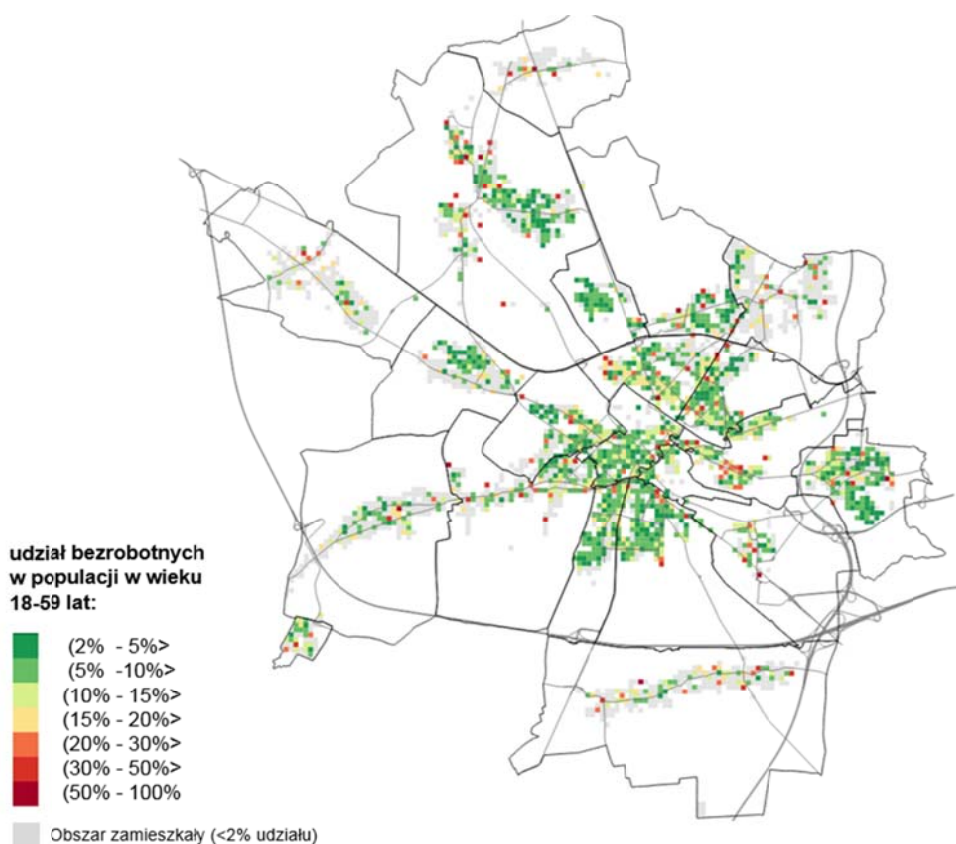 udział bezrobotnych
w populacji w wieku
18-59 lat:
(2% - 5%>
(5% -10%>
(10% - 15%>
(15% - 20%>
(20% - 30%>
(30% - 50%>
(50% - 100%
Obszar zamieszkały (<2% udziału)